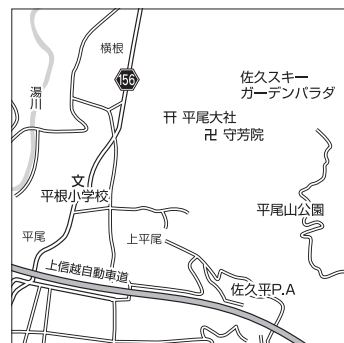 横根
156
湯川
佐久スキー
ガーデンパラダ
平尾大社
守芳院
文
平根小学校
平尾山公園
平尾
上平尾
上信越自動車道
佐久平P.A